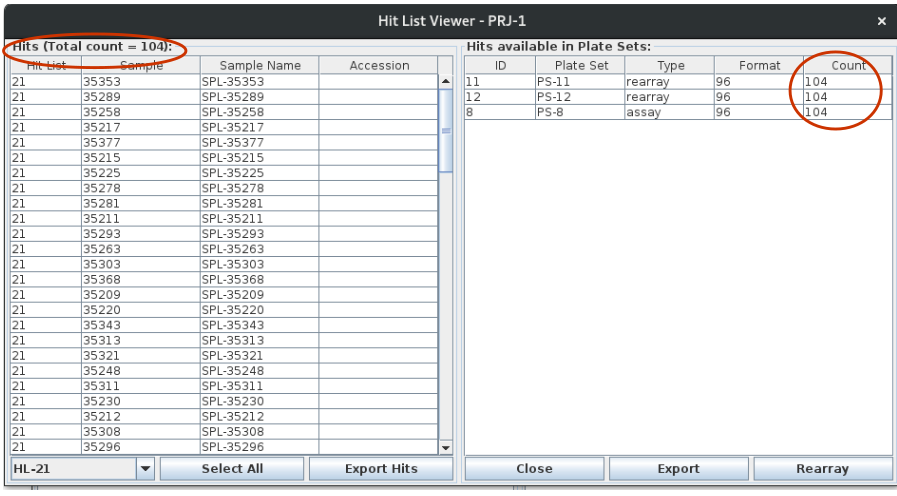 Hit List Viewer - PRJ-1
×
Hits (Total count = 104):
Hit List Sample Sample Name Accession
21 35353 SPL-35353
21 35289 SPL-35289
21 35258 SPL-35258
21 35217 SPL-35217
21 35377 SPL-35377
21 35215 SPL-35215
21 35225 SPL-35225
21 35278 SPL-35278
21 35281 SPL-35281
21 35211 SPL-35211
21 35293 SPL-35293
21 35263 SPL-35263
21 35303 SPL-35303
21 35368 SPL-35368
21 35209 SPL-35209
21 35220 SPL-35220
21 35343 SPL-35343
21 35313 SPL-35313
21 35321 SPL-35321
21 35248 SPL-35248
21 35311 SPL-35311
21 35230 SPL-35230
21 35212 SPL-35212
21 35308 SPL-35308
21 35296 SPL-35296
HL-21 Select All Export Hits
Hits available in Plate Sets:
ID Plate Set Type Format Count
11 PS-11 rearray 96 104
12 PS-12 rearray 96 104
8 PS-8 assay 96 104
Close Export Rearray